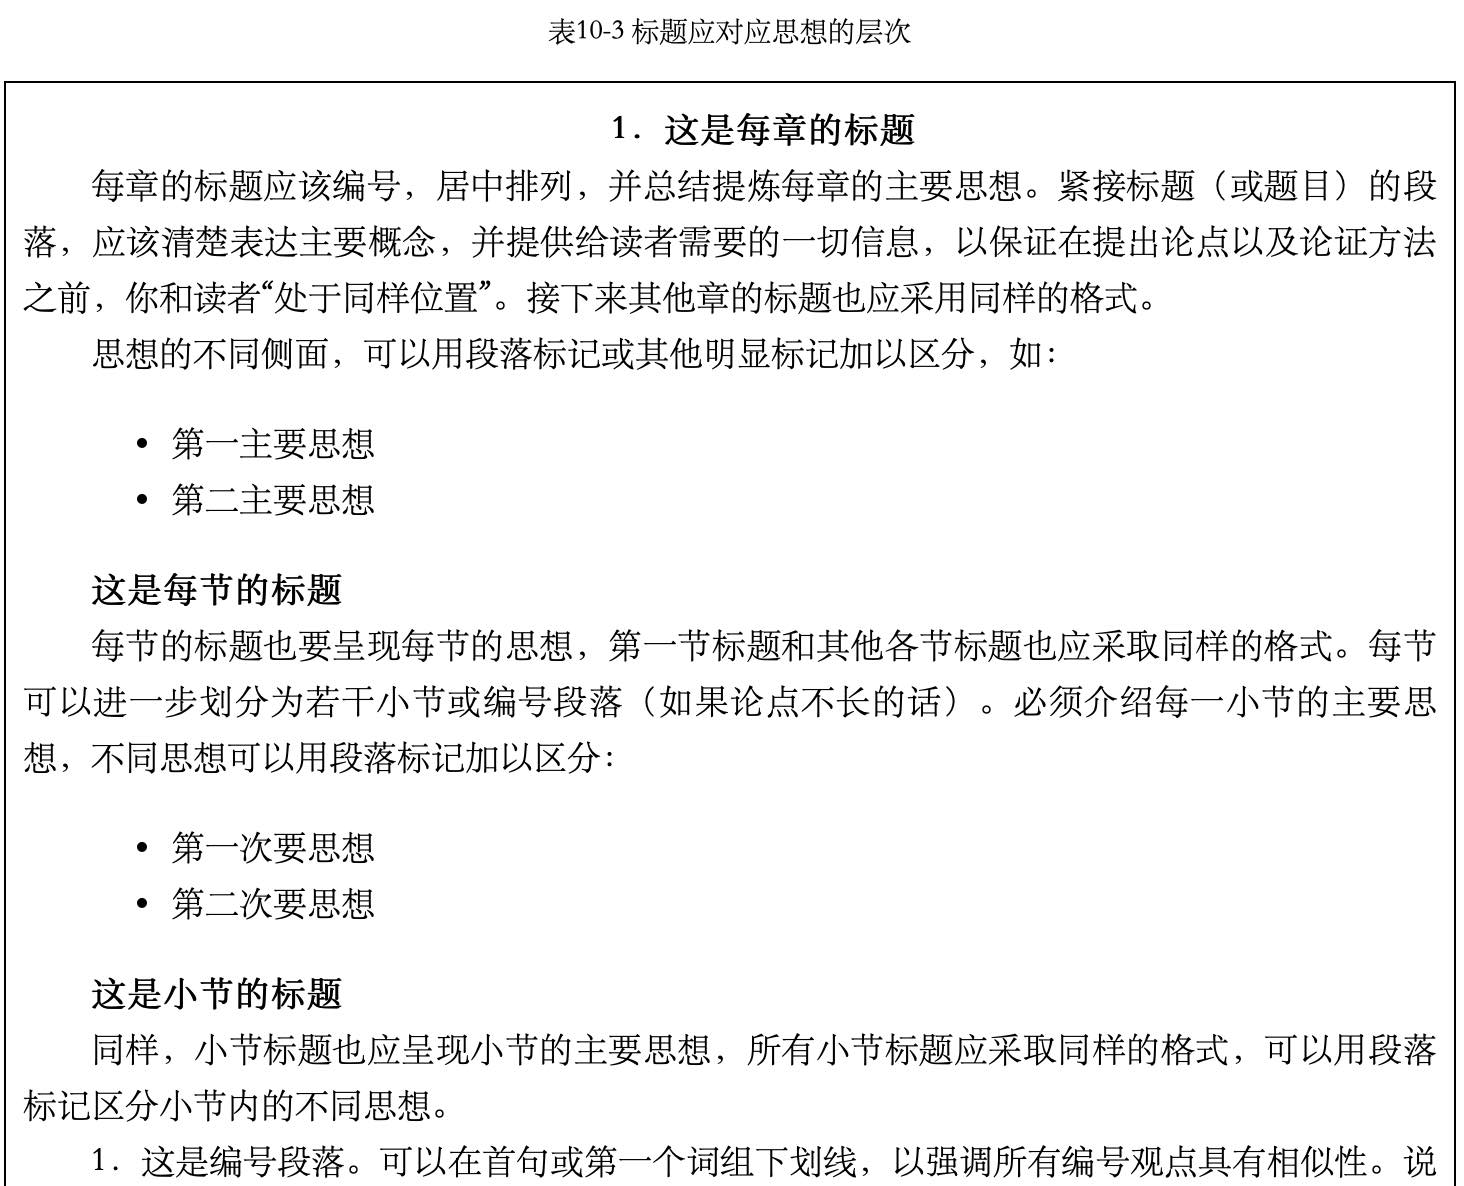 表10-3 标题应对应思想的层次
1．这是每章的标题
每章的标题应该编号，居中排列，并总结提炼每章的主要思想。紧接标题（或题目）的段
落，应该清楚表达主要概念，并提供给读者需要的一切信息，以保证在提出论点以及论证方法
之前，你和读者“处于同样位置”。接下来其他章的标题也应采用同样的格式。
思想的不同侧面，可以用段落标记或其他明显标记加以区分，如：
• 第一主要思想
• 第二主要思想
这是每节的标题
每节的标题也要呈现每节的思想，第一节标题和其他各节标题也应采取同样的格式。每节
可以进一步划分为若干小节或编号段落（如果论点不长的话）。必须介绍每一小节的主要思
想，不同思想可以用段落标记加以区分：
• 第一次要思想
• 第二次要思想
这是小节的标题
同样，小节标题也应呈现小节的主要思想，所有小节标题应采取同样的格式，可以用段落
标记区分小节内的不同思想。
1．这是编号段落。可以在首句或第一个词组下划线，以强调所有编号观点具有相似性。说